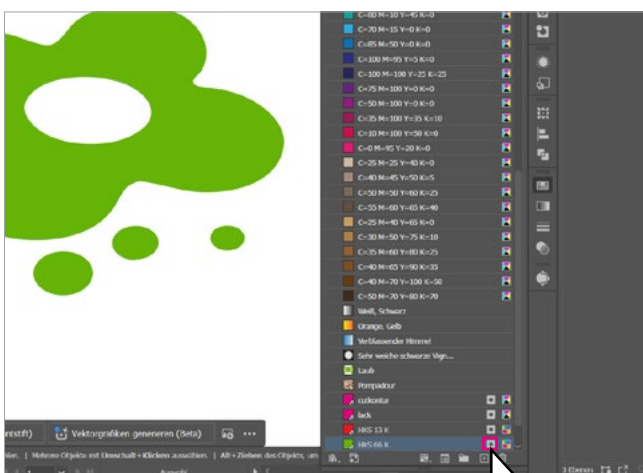 C=80 M=10 Y=45 K=0
C=70 M=15 Y=0 K=0
C=85 M=50 Y=0 K=0
C=100 M=95 Y=5 K=0
C=100 M=100 Y=25 K=25
C=75 M=100 Y=0 K=0
C=50 M=100 Y=0 K=0
C=35 M=100 Y=35 K=10
C=10 M=100 Y=50 K=0
C=0 M=95 Y=20 K=0
C=25 M=25 Y=40 K=0
C=40 M=45 Y=50 K=5
C=50 M=50 Y=60 K=25
C=55 M=60 Y=65 K=40
C=25 M=40 Y=65 K=0
C=30 M=50 Y=75 K=10
C=35 M=60 Y=80 K=25
C=40 M=65 Y=90 K=35
C=40 M=70 Y=100 K=50
C=50 M=70 Y=80 K=70
Weiß, Schwarz
Orange, Gelb
Verblassender Himmel
Sehr weiche schwarze Vign...
Laub
Pompadour
cutkontur
lack
HKS 13 K
HKS 66 K
Vektorgrafiken generieren (Beta)
Mehrere Objekte mit Umschalt+Klicken auswählen. | Alt+Ziehen des Objekts, um
Auswahl
3 Ebenen